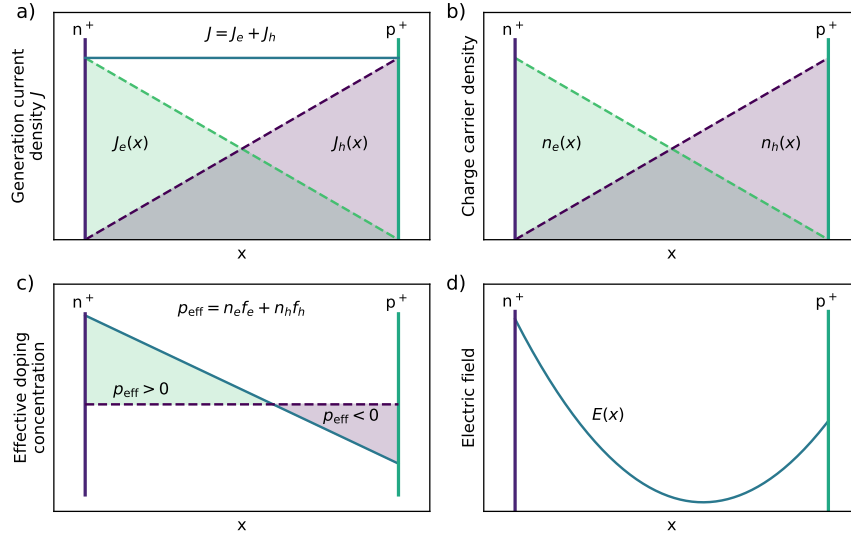 a)
n⁺
J = Jₑ + Jₕ
p⁺
Generation current
density J
Jₑ(x)
Jₕ(x)
x
b)
n⁺
p⁺
Charge carrier density
nₑ(x)
nₕ(x)
x
c)
n⁺
p_eff = nₑfₑ + nₕfₕ
p⁺
Effective doping
concentration
p_eff > 0
p_eff < 0
x
d)
n⁺
p⁺
Electric field
E(x)
x